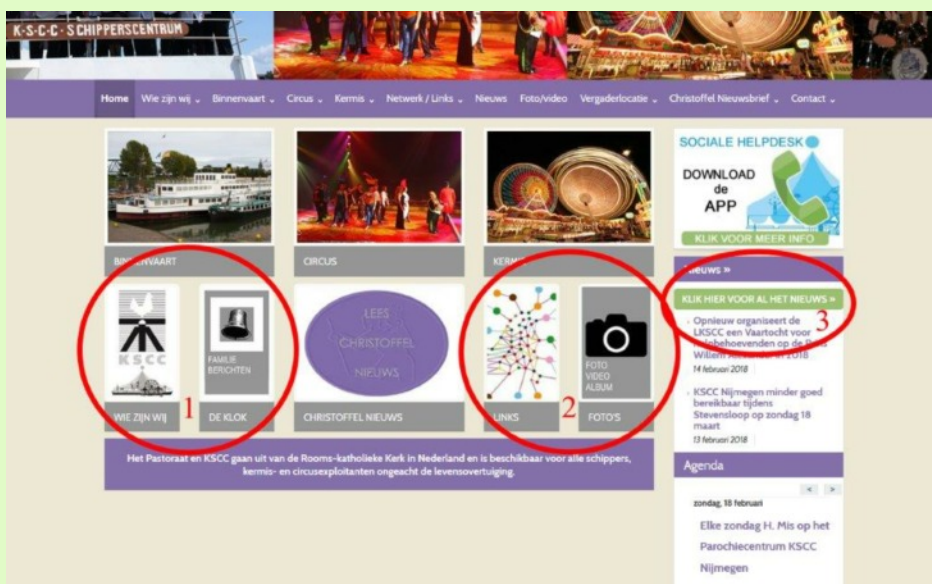 K·S·C·C·SCHIPPERSCENTRUM
Home Wie zijn wij Binnenvaart Circus Kermis Netwerk / Links Nieuws Foto/video Vergaderlocatie Christoffel Nieuwsbrief Contact
SOCIALE HELPDESK
DOWNLOAD
de
APP
KLIK VOOR MEER INFO
BINNENVAART
CIRCUS
KERMIS
KSCC
FAMILIE
BERICHTEN
LEES
CHRISTOFFEL
NIEUWS
FOTO
VIDEO
ALBUM
WIE ZIJN WIJ
1
DE KLOK
CHRISTOFFEL NIEUWS
LINKS
2
FOTO'S
Het Pastoraat en KSCC gaan uit van de Rooms-katholieke Kerk in Nederland en is beschikbaar voor alle schippers,
kermis- en circusexploitanten ongeacht de levensovertuiging.
Nieuws »
KLIK HIER VOOR AL HET NIEUWS »
3
Opnieuw organiseert de
LKSCC een Vaartocht voor
op de
Willem 2018
14 februari 2018
KSCC Nijmegen minder goed
bereikbaar tijdens
Stevensloop op zondag 18
maart
13 februari 2018
Agenda
< >
zondag, 18 februari
Elke zondag H. Mis op het
Parochiecentrum KSCC
Nijmegen